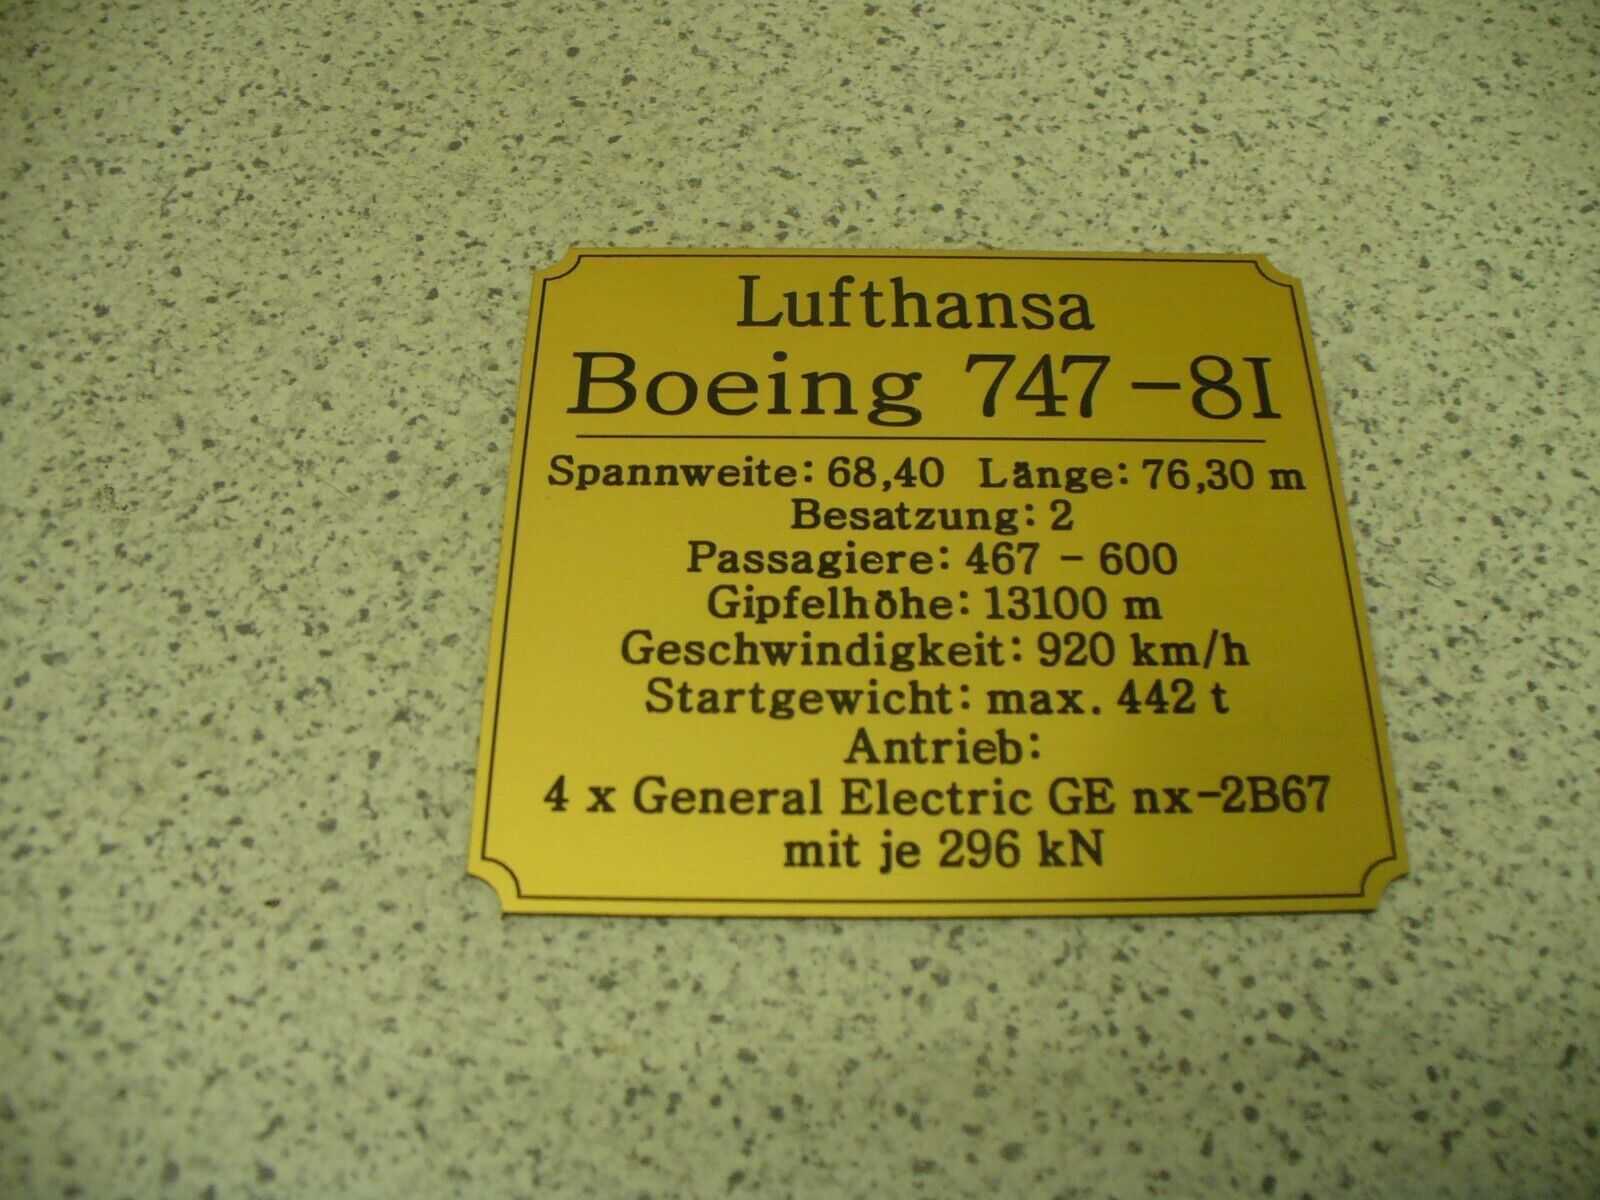 Lufthansa
Boeing 747-8I
Spannweite: 68,40 Länge: 76,30 m
Besatzung: 2
Passagiere: 467 - 600
Gipfelhöhe: 13100 m
Geschwindigkeit: 920 km/h
Startgewicht: max. 442 t
Antrieb:
4 x General Electric GE nx-2B67
mit je 296 kN